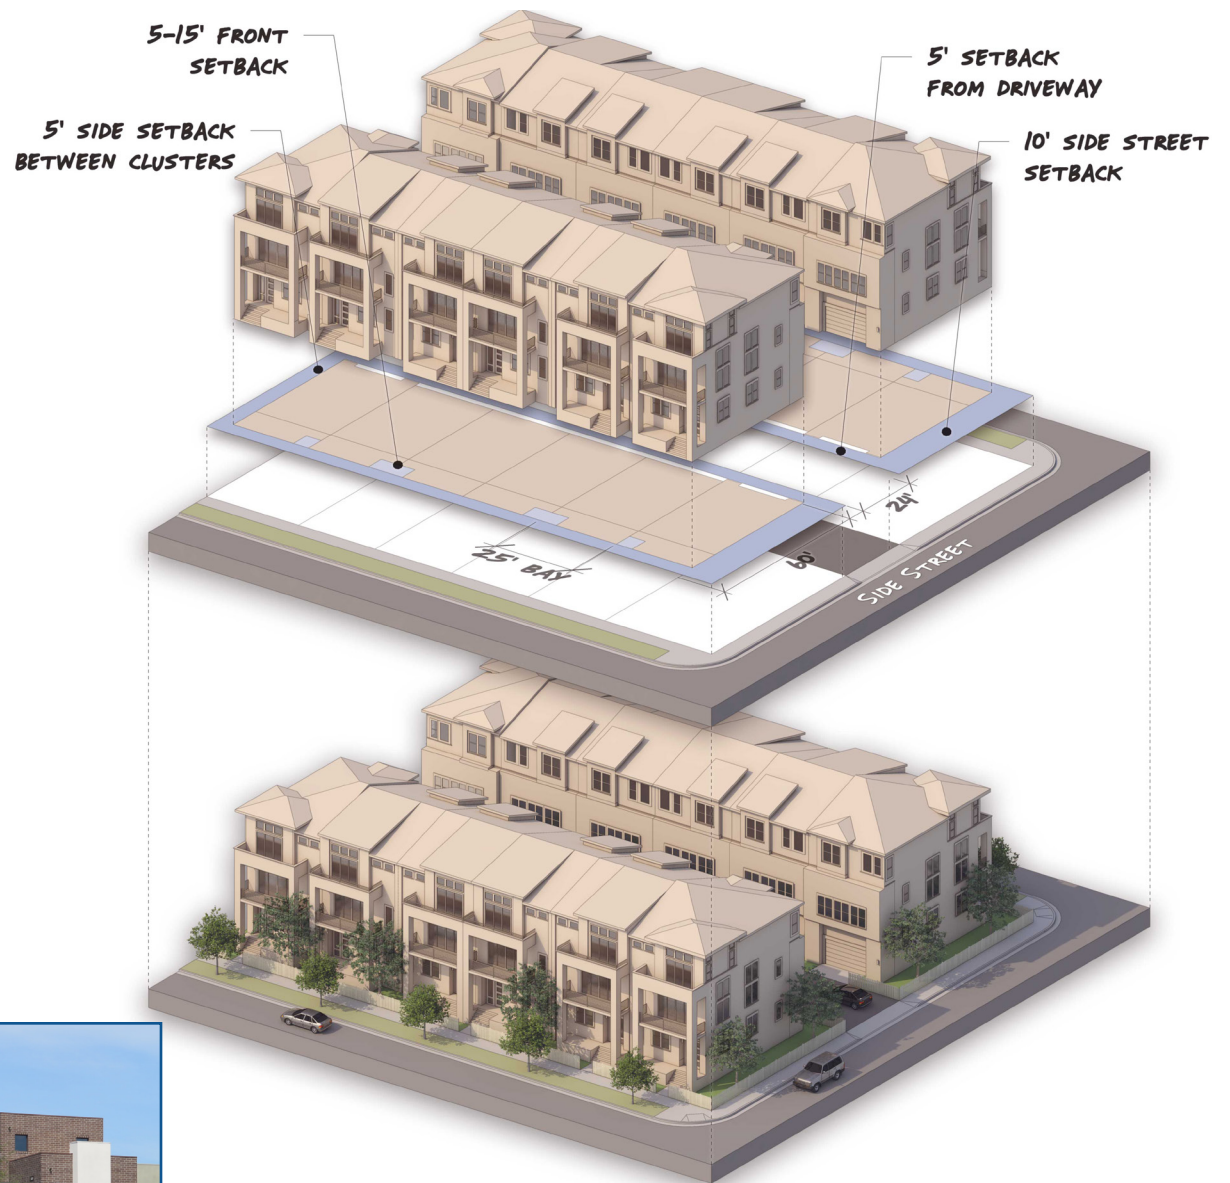 5-15' FRONT
SETBACK
5' SETBACK
FROM DRIVEWAY
5' SIDE SETBACK
BETWEEN CLUSTERS
10' SIDE STREET
SETBACK
24'
25' BAY
60'
SIDE STREET